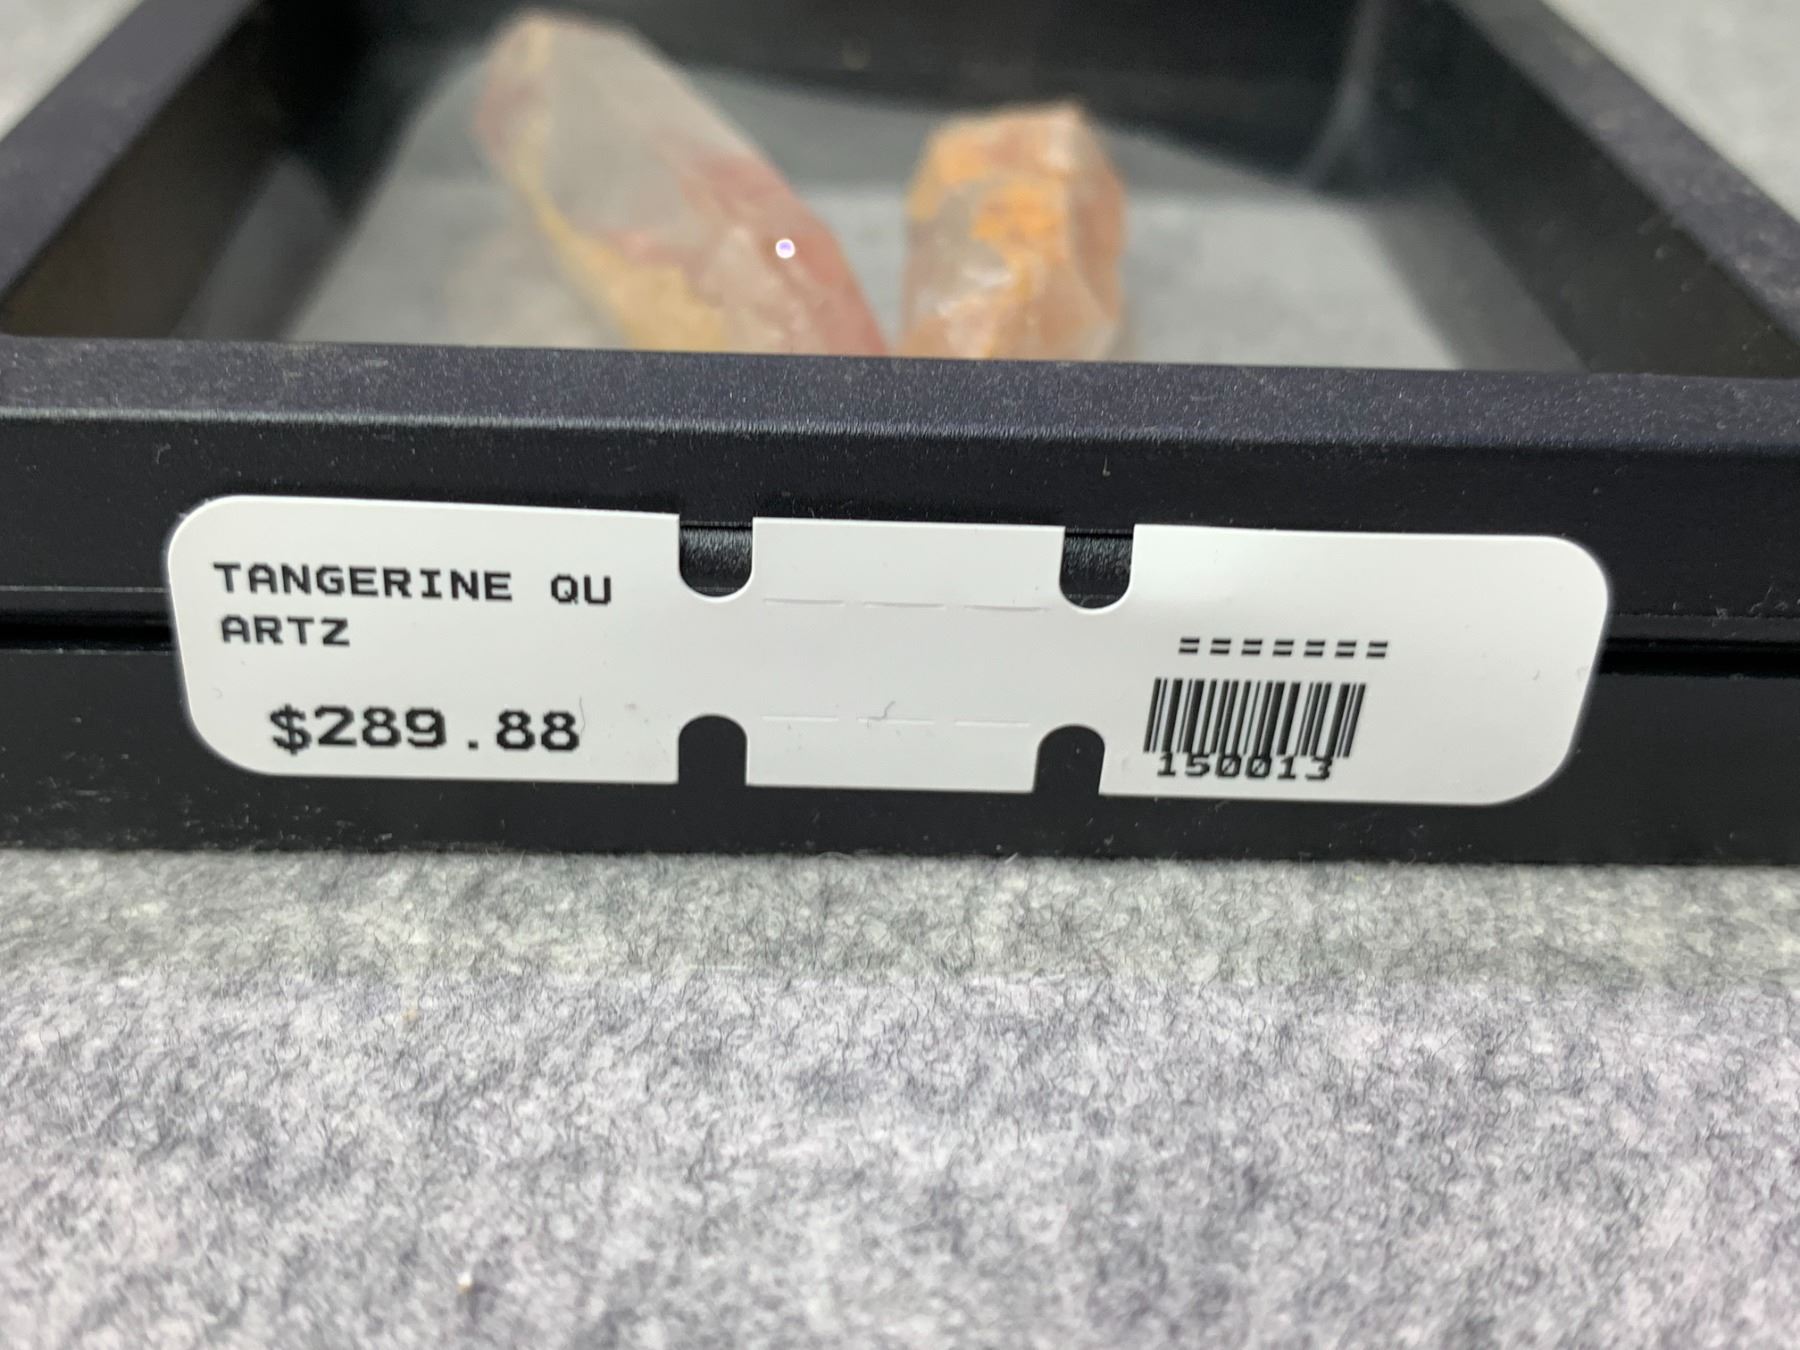 TANGERINE QU
ARTZ
$289.88
=======
150013